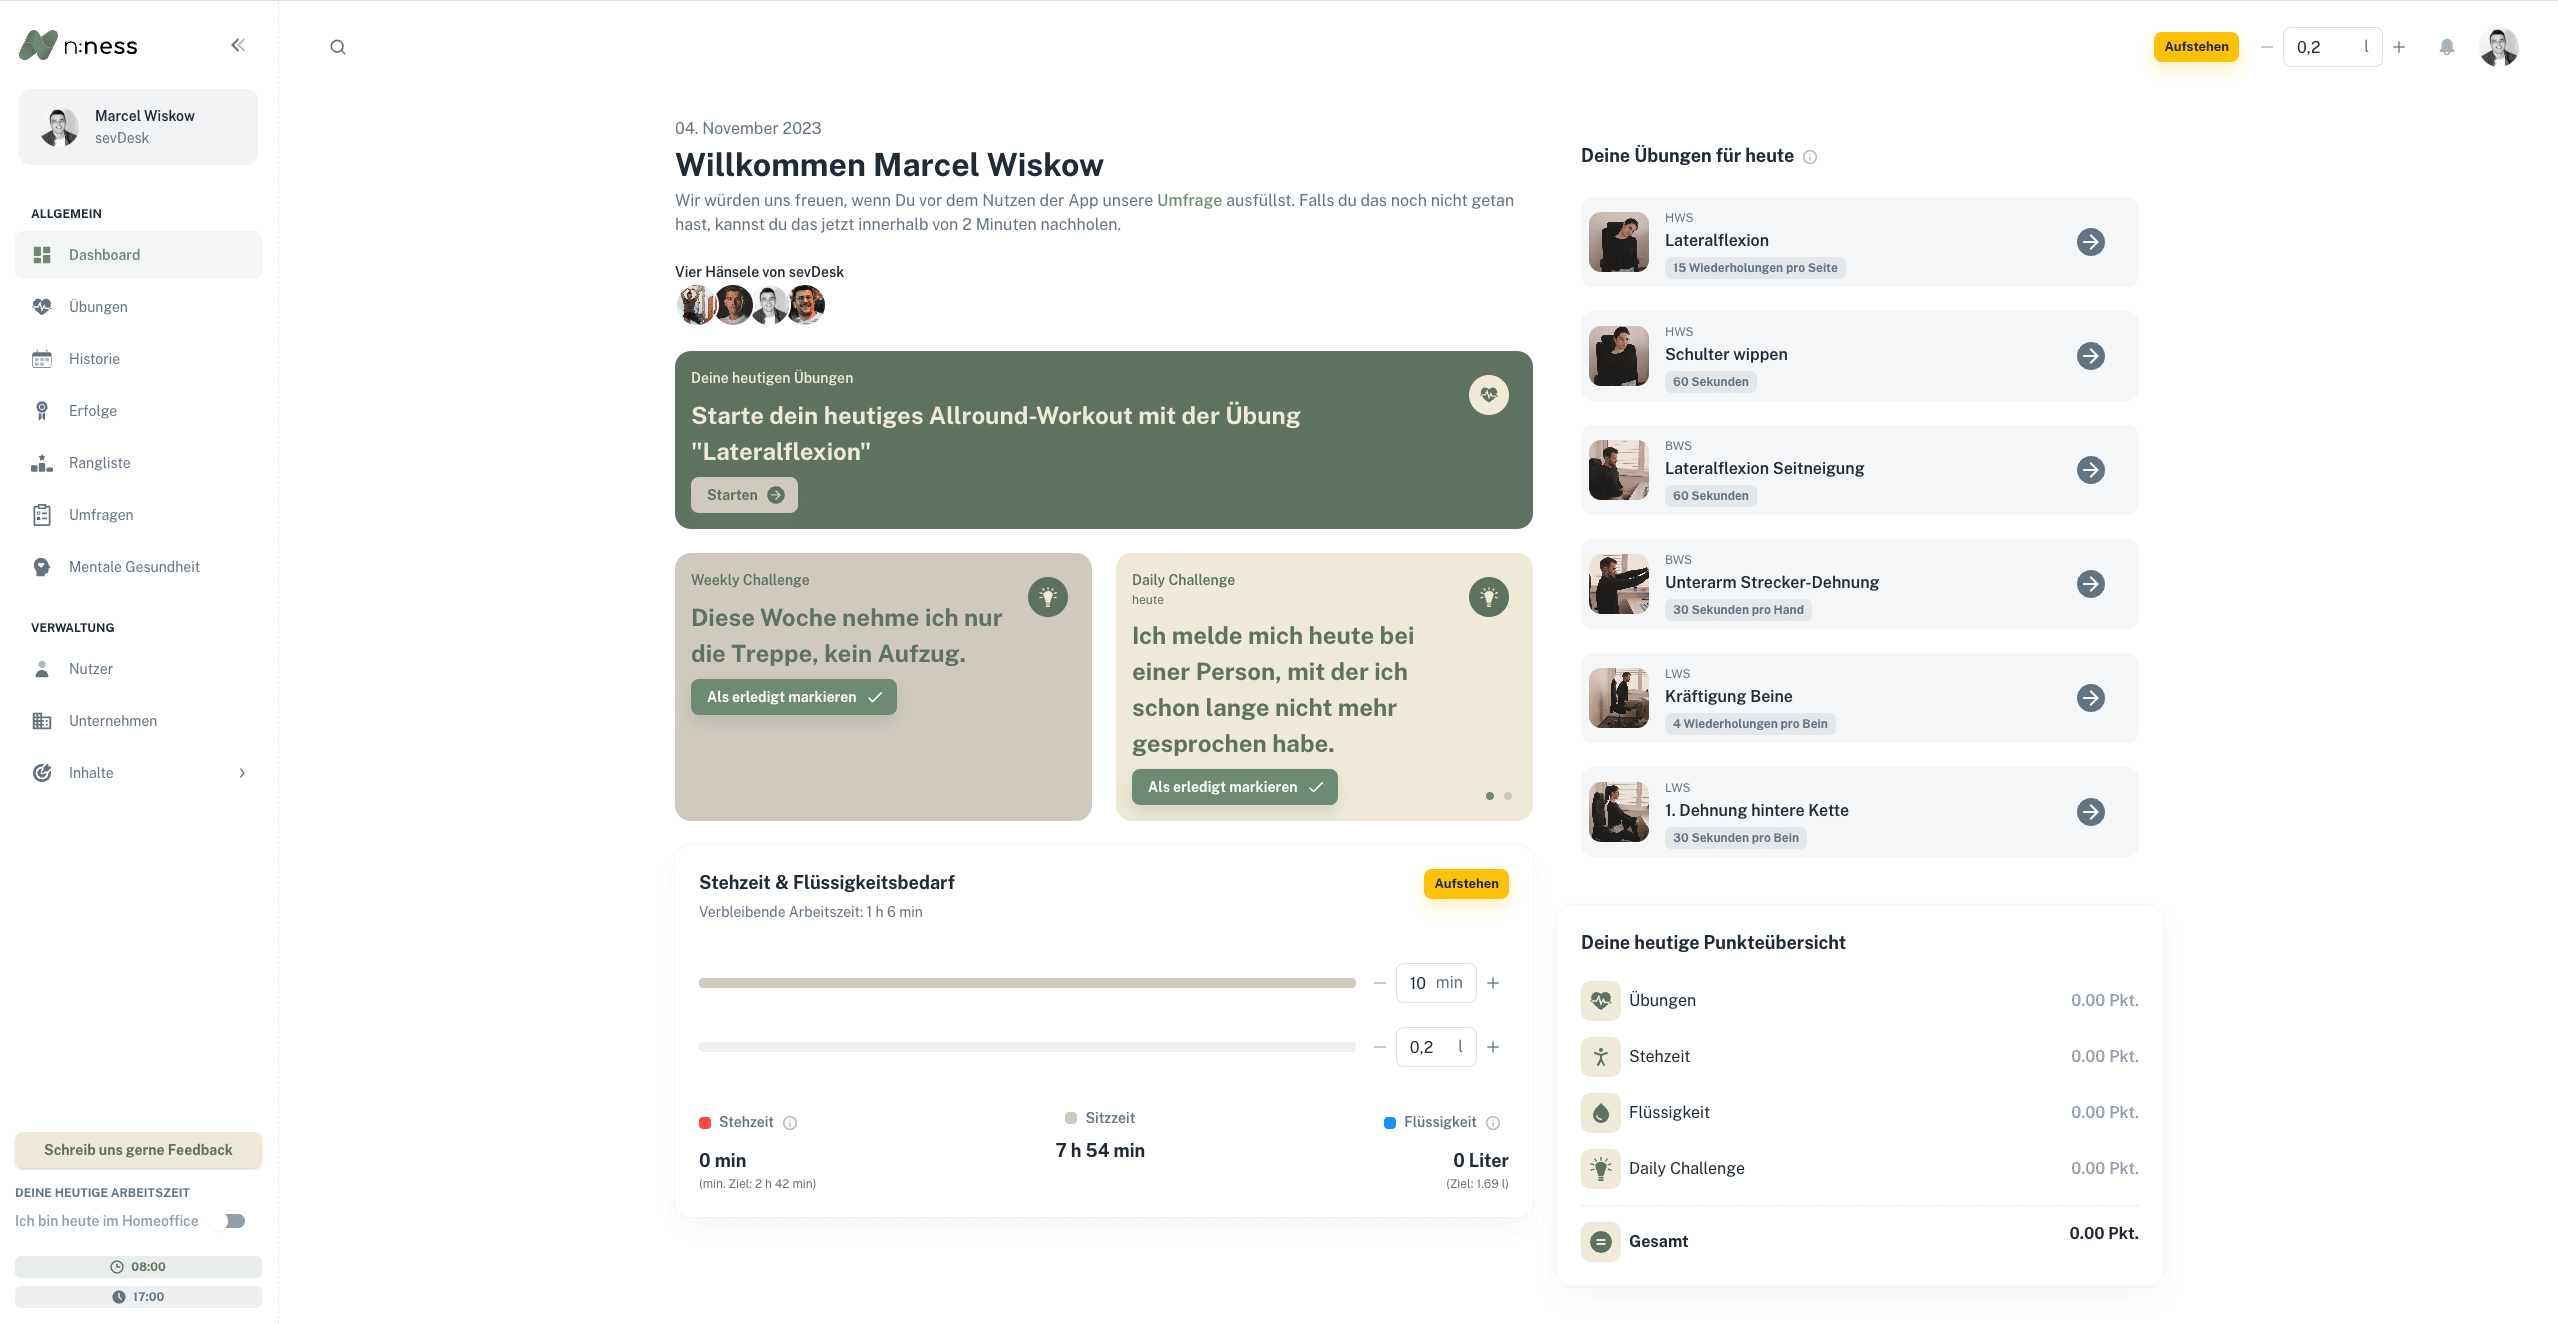 n:ness
Marcel Wiskow
sevDesk
ALLGEMEIN
Dashboard
Übungen
Historie
Erfolge
Rangliste
Umfragen
Mentale Gesundheit
VERWALTUNG
Nutzer
Unternehmen
Inhalte
Schreib uns gerne Feedback
DEINE HEUTIGE ARBEITSZEIT
Ich bin heute im Homeoffice
08:00
17:00
Aufstehen
0,2 l
04. November 2023
Willkommen Marcel Wiskow
Wir würden uns freuen, wenn Du vor dem Nutzen der App unsere Umfrage ausfüllst. Falls du das noch nicht getan
hast, kannst du das jetzt innerhalb von 2 Minuten nachholen.
Vier Hänsele von sevDesk
Deine heutigen Übungen
Starte dein heutiges Allround-Workout mit der Übung
"Lateralflexion"
Starten
Weekly Challenge
Diese Woche nehme ich nur
die Treppe, kein Aufzug.
Als erledigt markieren
Daily Challenge
heute
Ich melde mich heute bei
einer Person, mit der ich
schon lange nicht mehr
gesprochen habe.
Als erledigt markieren
Stehzeit & Flüssigkeitsbedarf
Aufstehen
Verbleibende Arbeitszeit: 1 h 6 min
10 min
0,2 l
Stehzeit
0 min
(min. Ziel: 2 h 42 min)
Sitzzeit
7 h 54 min
Flüssigkeit
0 Liter
(Ziel: 1.69 l)
Deine Übungen für heute
HWS
Lateralflexion
15 Wiederholungen pro Seite
HWS
Schulter wippen
60 Sekunden
BWS
Lateralflexion Seitneigung
60 Sekunden
BWS
Unterarm Strecker-Dehnung
30 Sekunden pro Hand
LWS
Kräftigung Beine
4 Wiederholungen pro Bein
LWS
1. Dehnung hintere Kette
30 Sekunden pro Bein
Deine heutige Punkteübersicht
Übungen 0.00 Pkt.
Stehzeit 0.00 Pkt.
Flüssigkeit 0.00 Pkt.
Daily Challenge 0.00 Pkt.
Gesamt 0.00 Pkt.